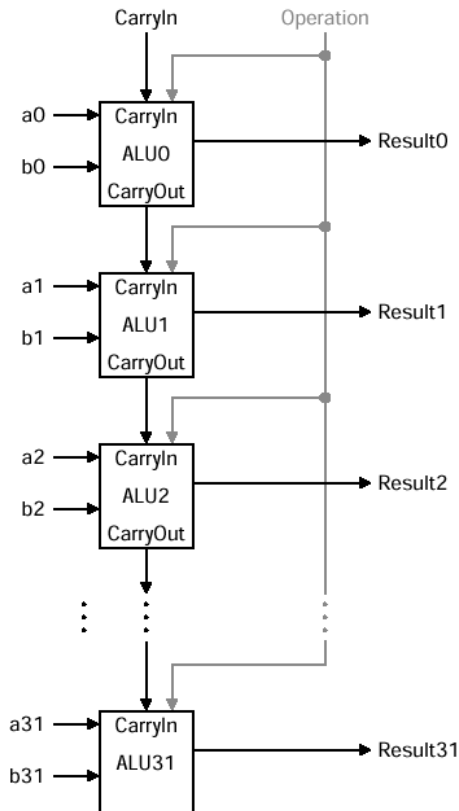 CarryIn
Operation
a0
CarryIn
b0
ALU0
CarryOut
Result0
a1
CarryIn
b1
ALU1
CarryOut
Result1
a2
CarryIn
b2
ALU2
CarryOut
Result2
a31
CarryIn
b31
ALU31
Result31